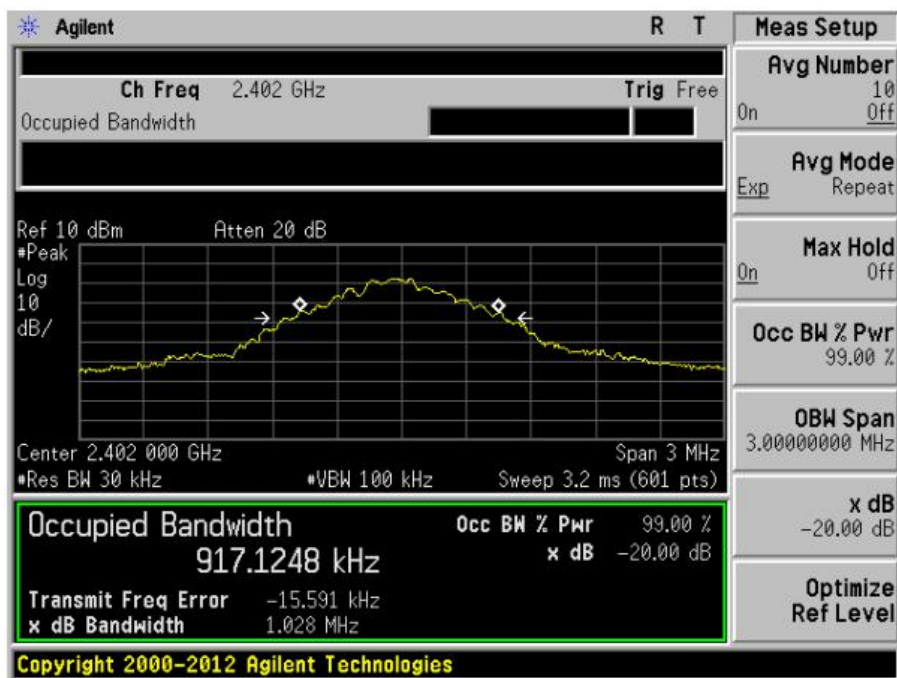 Agilent R T
Ch Freq 2.402 GHz Trig Free
Occupied Bandwidth
Ref 10 dBm Atten 20 dB
#Peak
Log
10
dB/
Center 2.402 000 GHz Span 3 MHz
#Res BW 30 kHz #VBW 100 kHz Sweep 3.2 ms (601 pts)
Occupied Bandwidth Occ BW % Pwr 99.00 %
917.1248 kHz x dB -20.00 dB
Transmit Freq Error -15.591 kHz
x dB Bandwidth 1.028 MHz
Copyright 2000-2012 Agilent Technologies
Meas Setup
Avg Number
10
On Off
Avg Mode
Exp Repeat
Max Hold
On Off
Occ BW % Pwr
99.00 %
OBW Span
3.00000000 MHz
x dB
-20.00 dB
Optimize
Ref Level